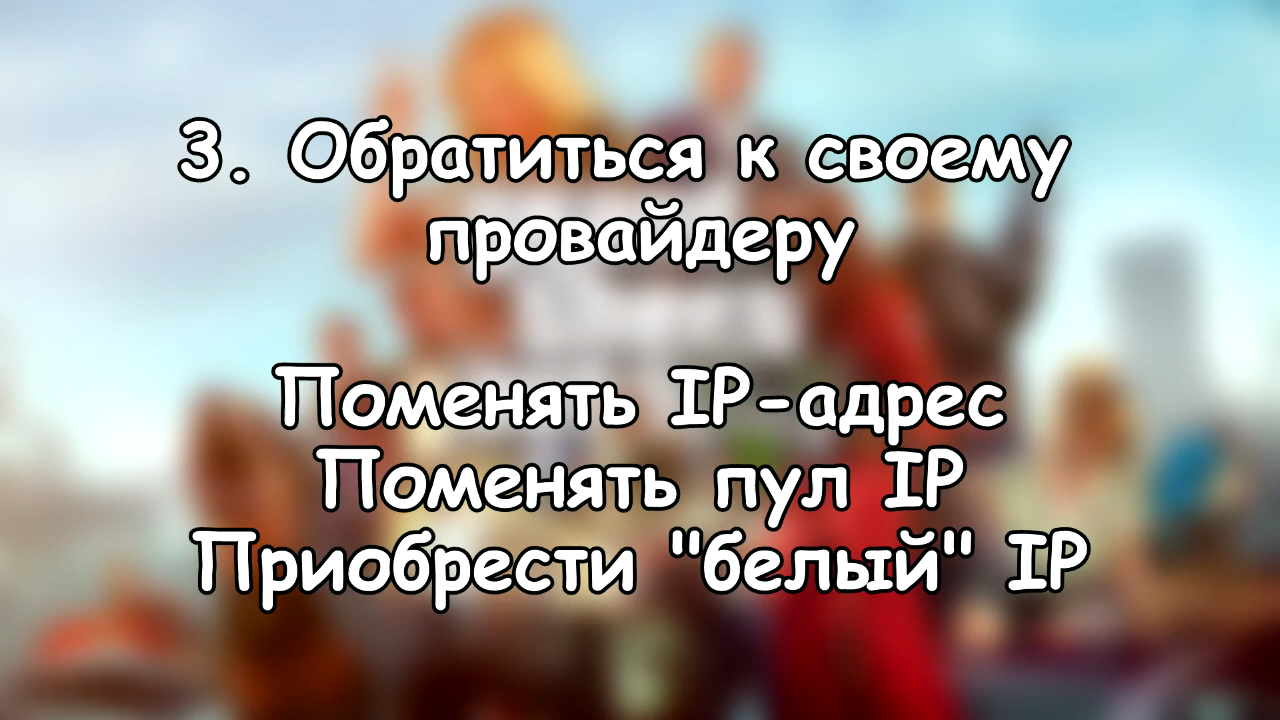 3. Обратиться к своему
провайдеру
Поменять IP-адрес
Поменять пул IP
Приобрести "белый" IP